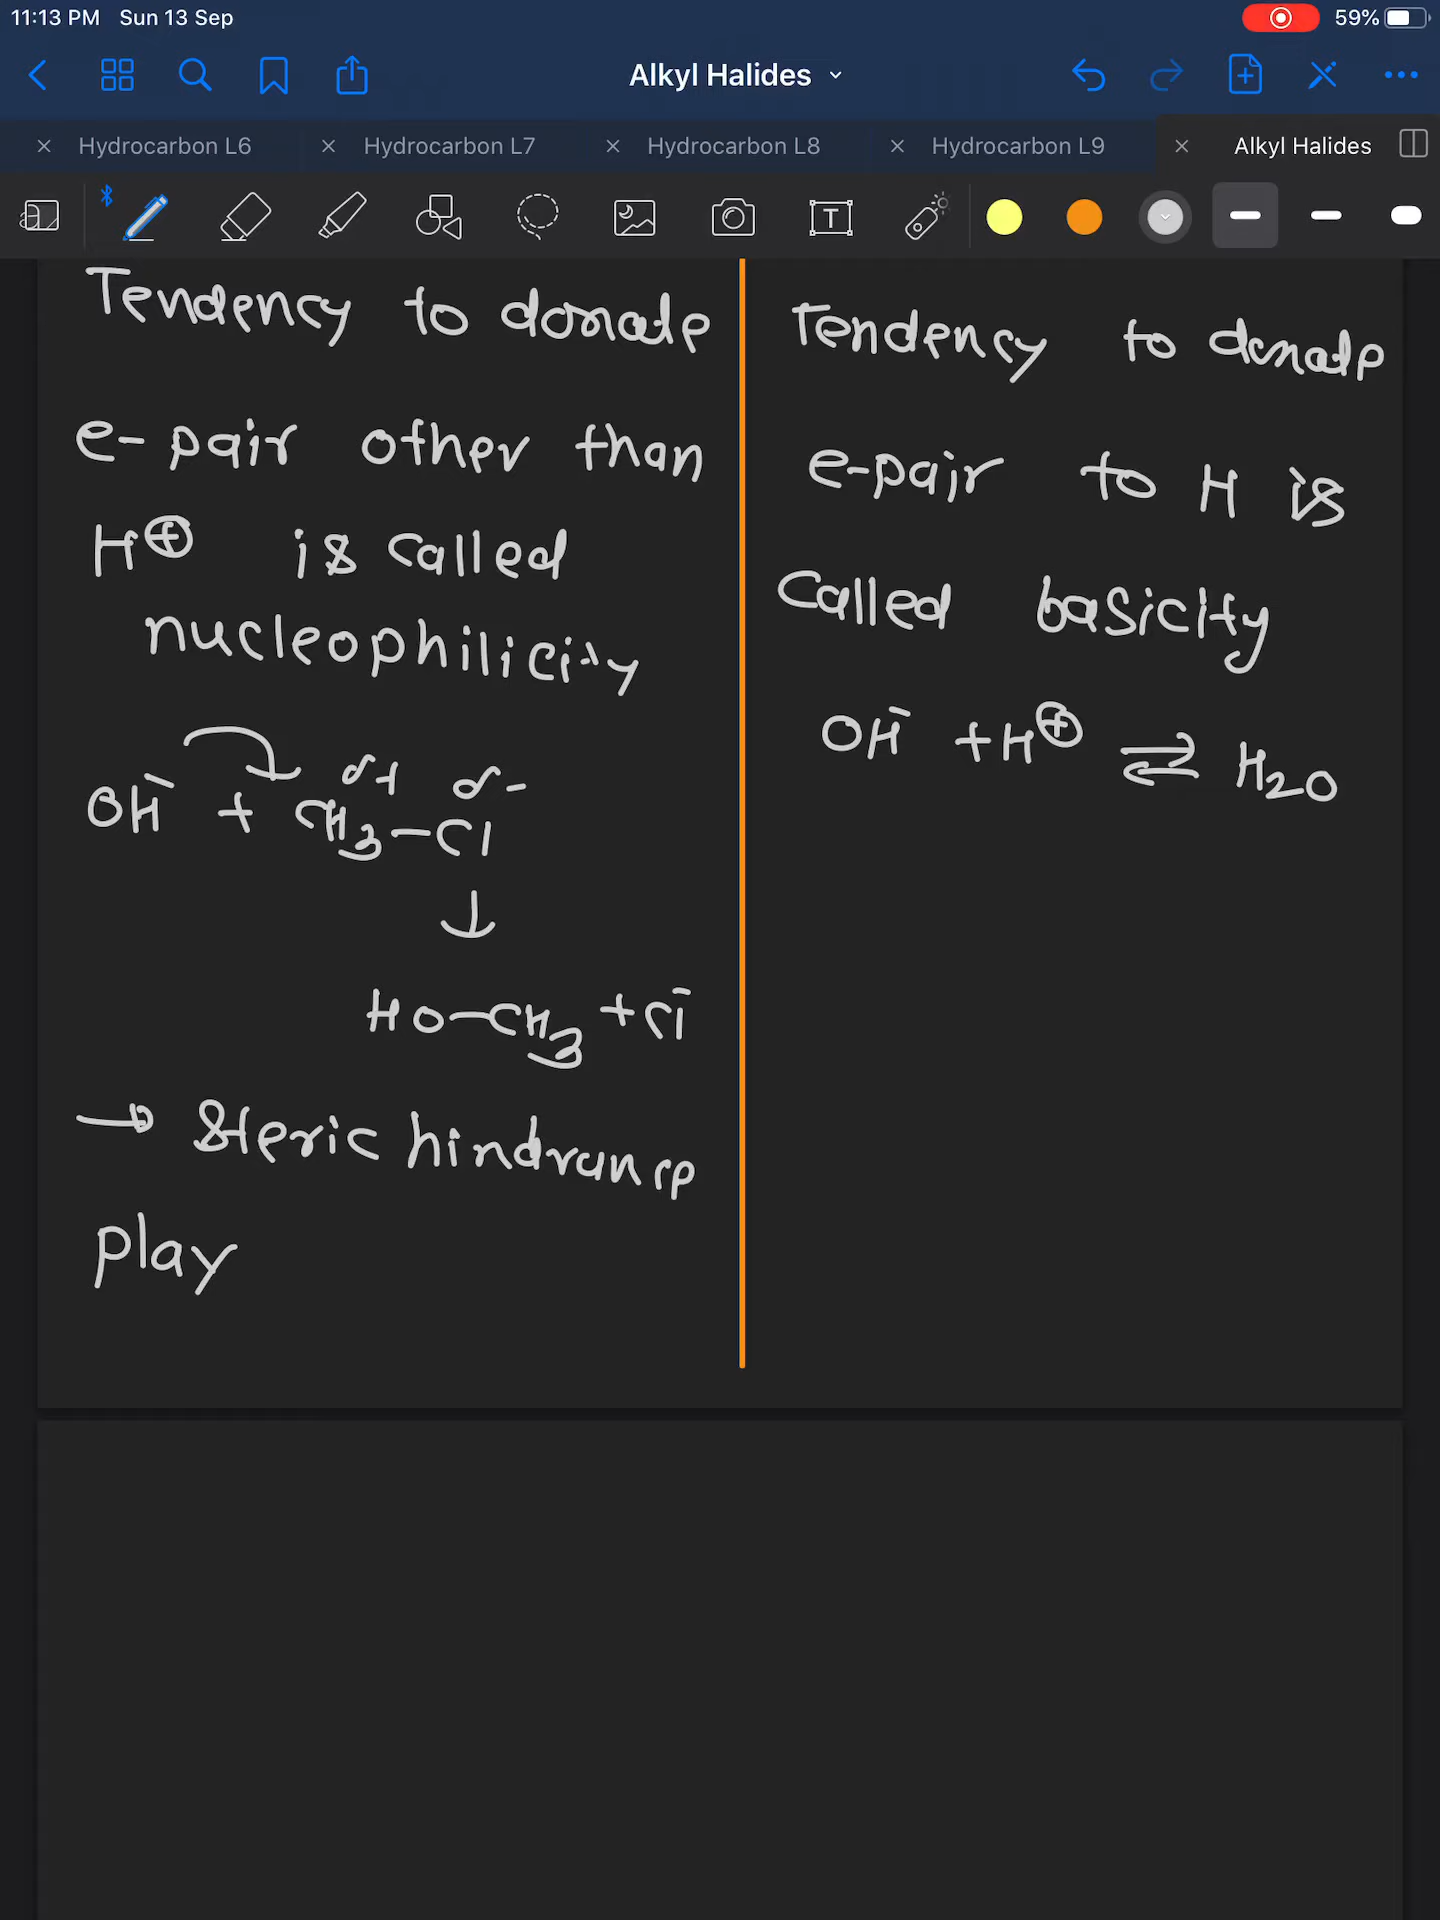 11:13 PM Sun 13 Sep 59%
Alkyl Halides
Hydrocarbon L6 Hydrocarbon L7 Hydrocarbon L8 Hydrocarbon L9 Alkyl Halides
Tendency to donate
e- pair other than
H⊕ is called
nucleophilicity
OH⁻ + CH₃-Cl
δ+ δ-
↓
HO-CH₃ + Cl⁻
→ Steric hindrance
play
Tendency to donate
e-pair to H is
called basicity
OH⁻ + H⊕ ⇌ H₂O